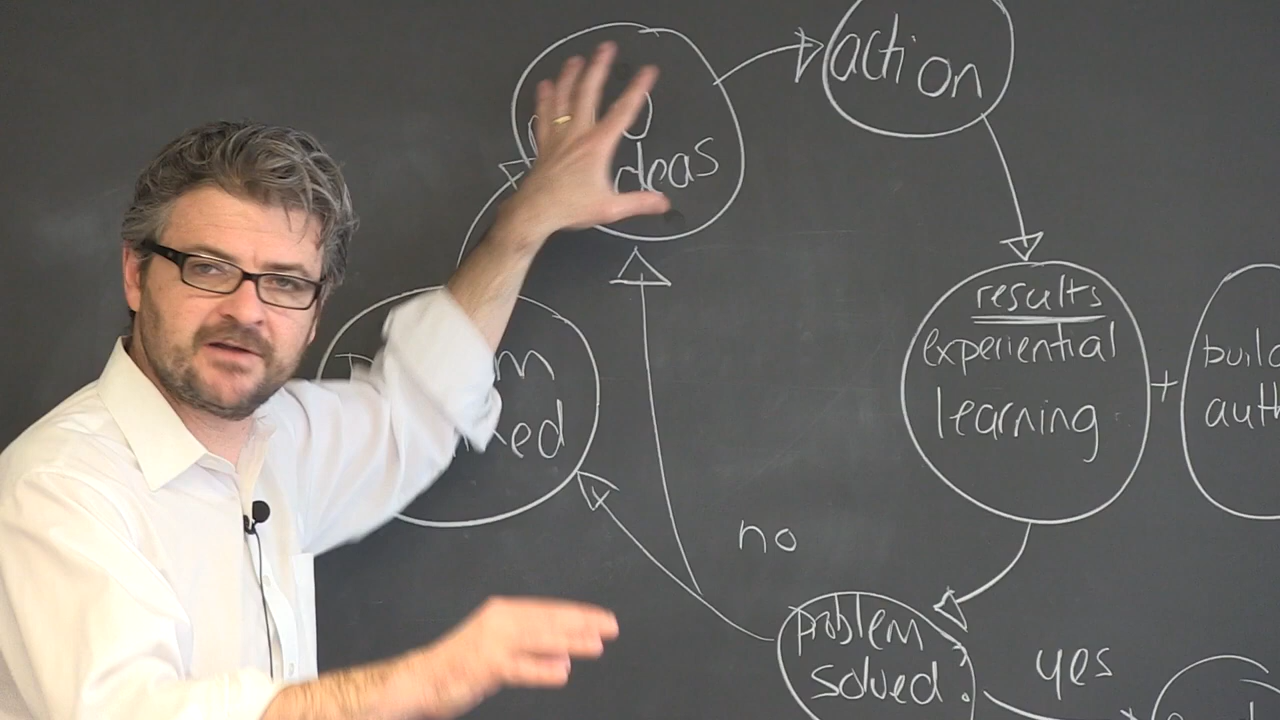 action
ideas
results
experiential
learning
+
no
problem
solved?
yes